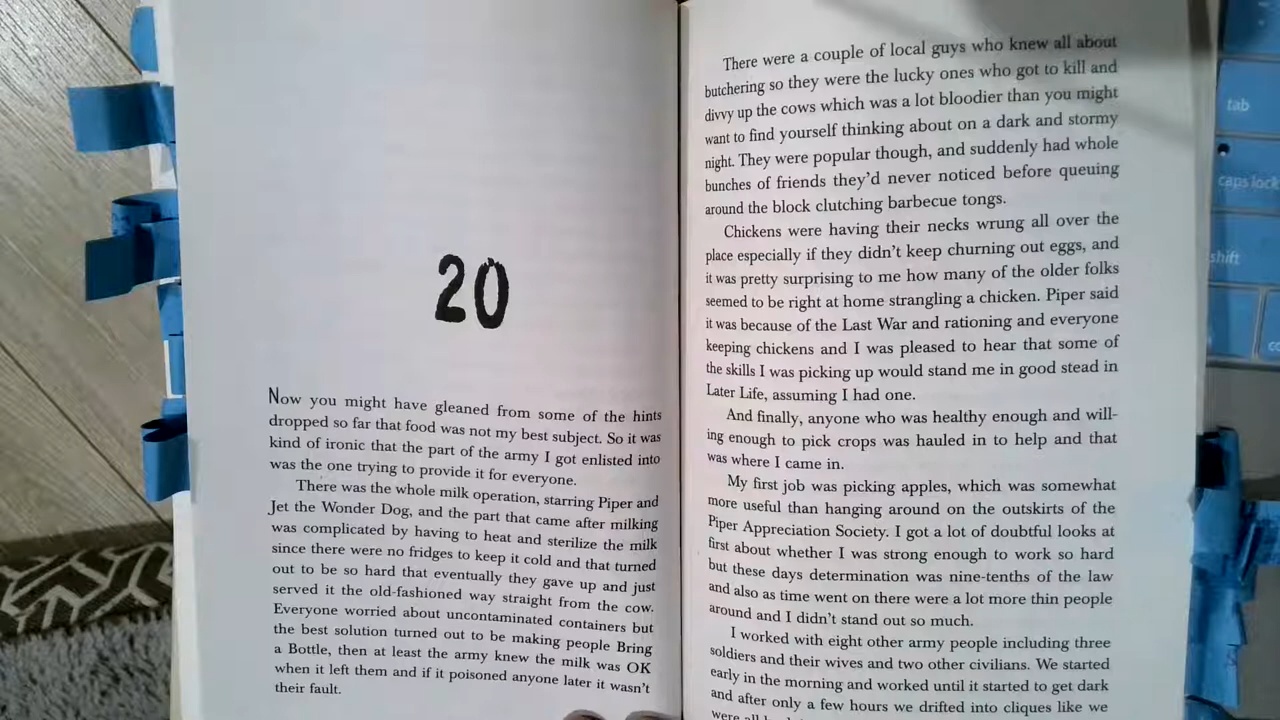 20
Now you might have gleaned from some of the hints
dropped so far that food was not my best subject. So it was
kind of ironic that the part of the army I got enlisted into
was the one trying to provide it for everyone.
There was the whole milk operation, starring Piper and
Jet the Wonder Dog, and the part that came after milking
was complicated by having to heat and sterilize the milk
since there were no fridges to keep it cold and that turned
out to be so hard that eventually they gave up and just
served it the old-fashioned way straight from the cow.
Everyone worried about uncontaminated containers but
the best solution turned out to be making people Bring
a Bottle, then at least the army knew the milk was OK
when it left them and if it poisoned anyone later it wasn't
their fault.
There were a couple of local guys who knew all about
butchering so they were the lucky ones who got to kill and
divvy up the cows which was a lot bloodier than you might
want to find yourself thinking about on a dark and stormy
night. They were popular though, and suddenly had whole
bunches of friends they'd never noticed before queuing
around the block clutching barbecue tongs.
Chickens were having their necks wrung all over the
place especially if they didn't keep churning out eggs, and
it was pretty surprising to me how many of the older folks
seemed to be right at home strangling a chicken. Piper said
it was because of the Last War and rationing and everyone
keeping chickens and I was pleased to hear that some of
the skills I was picking up would stand me in good stead in
Later Life, assuming I had one.
And finally, anyone who was healthy enough and will-
ing enough to pick crops was hauled in to help and that
was where I came in.
My first job was picking apples, which was somewhat
more useful than hanging around on the outskirts of the
Piper Appreciation Society. I got a lot of doubtful looks at
first about whether I was strong enough to work so hard
but these days determination was nine-tenths of the law
and also as time went on there were a lot more thin people
around and I didn't stand out so much.
I worked with eight other army people including three
soldiers and their wives and two other civilians. We started
early in the morning and worked until it started to get dark
and after only a few hours we drifted into cliques like we
were all
tab
caps lock
shift